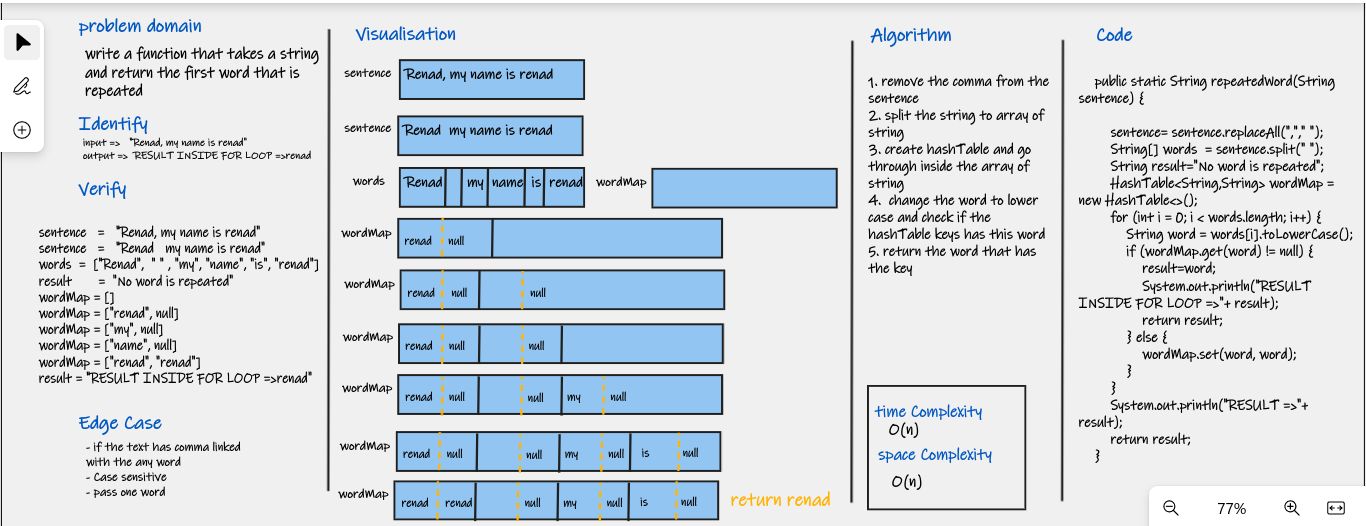 problem domain
write a function that takes a string
and return the first word that is
repeated
Identify
input => "Renad, my name is renad"
output => "RESULT INSIDE FOR LOOP =>renad
Verify
sentence = "Renad, my name is renad"
sentence = "Renad my name is renad"
words = ["Renad", " " , "my", "name", "is", "renad"]
result = "No word is repeated"
wordMap = []
wordMap = ["renad", null]
wordMap = ["my", null]
wordMap = ["name", null]
wordMap = ["renad", "renad"]
result = "RESULT INSIDE FOR LOOP =>renad"
Edge Case
- if the text has comma linked
with the any word
- Case sensitive
- pass one word
Visualisation
sentence Renad, my name is renad
sentence Renad my name is renad
words Renad my name is renad wordMap
wordMap renad null
wordMap renad null null
wordMap renad null null
wordMap renad null null my null
wordMap renad null null my null is null
wordMap renad renad null my null is null return renad
Algorithm
1. remove the comma from the
sentence
2. split the string to array of
string
3. create hashTable and go
through inside the array of
string
4. change the word to lower
case and check if the
hashTable keys has this word
5. return the word that has
the key
time Complexity
O(n)
space Complexity
O(n)
Code
public static String repeatedWord(String
sentence) {
sentence= sentence.replaceAll(","," ");
String[] words = sentence.split(" ");
String result="No word is repeated";
HashTable<String,String> wordMap =
new HashTable<>();
for (int i = 0; i < words.length; i++) {
String word = words[i].toLowerCase();
if (wordMap.get(word) != null) {
result=word;
System.out.println("RESULT
INSIDE FOR LOOP =>"+ result);
return result;
} else {
wordMap.set(word, word);
}
}
System.out.println("RESULT =>"+
result);
return result;
}
77%